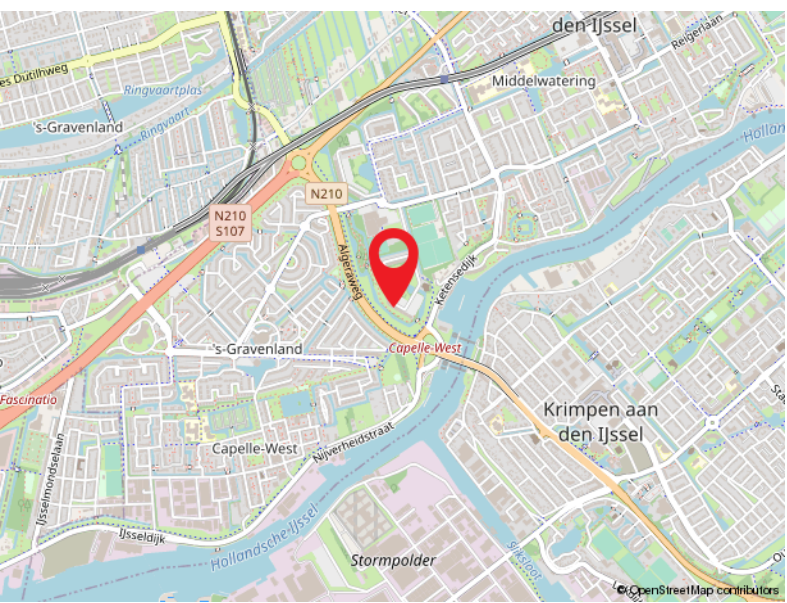 den IJssel
Reigerlaan
es Dutilhweg
Middelwatering
Ringvaartplas
's-Gravenland
Ringvaart
Holland
N210
N210
S107
Algeraweg
Ketensedijk
's-Gravenland
Capelle-West
Fascinatio
Krimpen aan
den IJssel
Nijverheidstraat
Capelle-West
IJsselmondselaan
IJsseldijk
Hollandsche-IJssel
Stormpolder
Sliksloot
© OpenStreetMap contributors